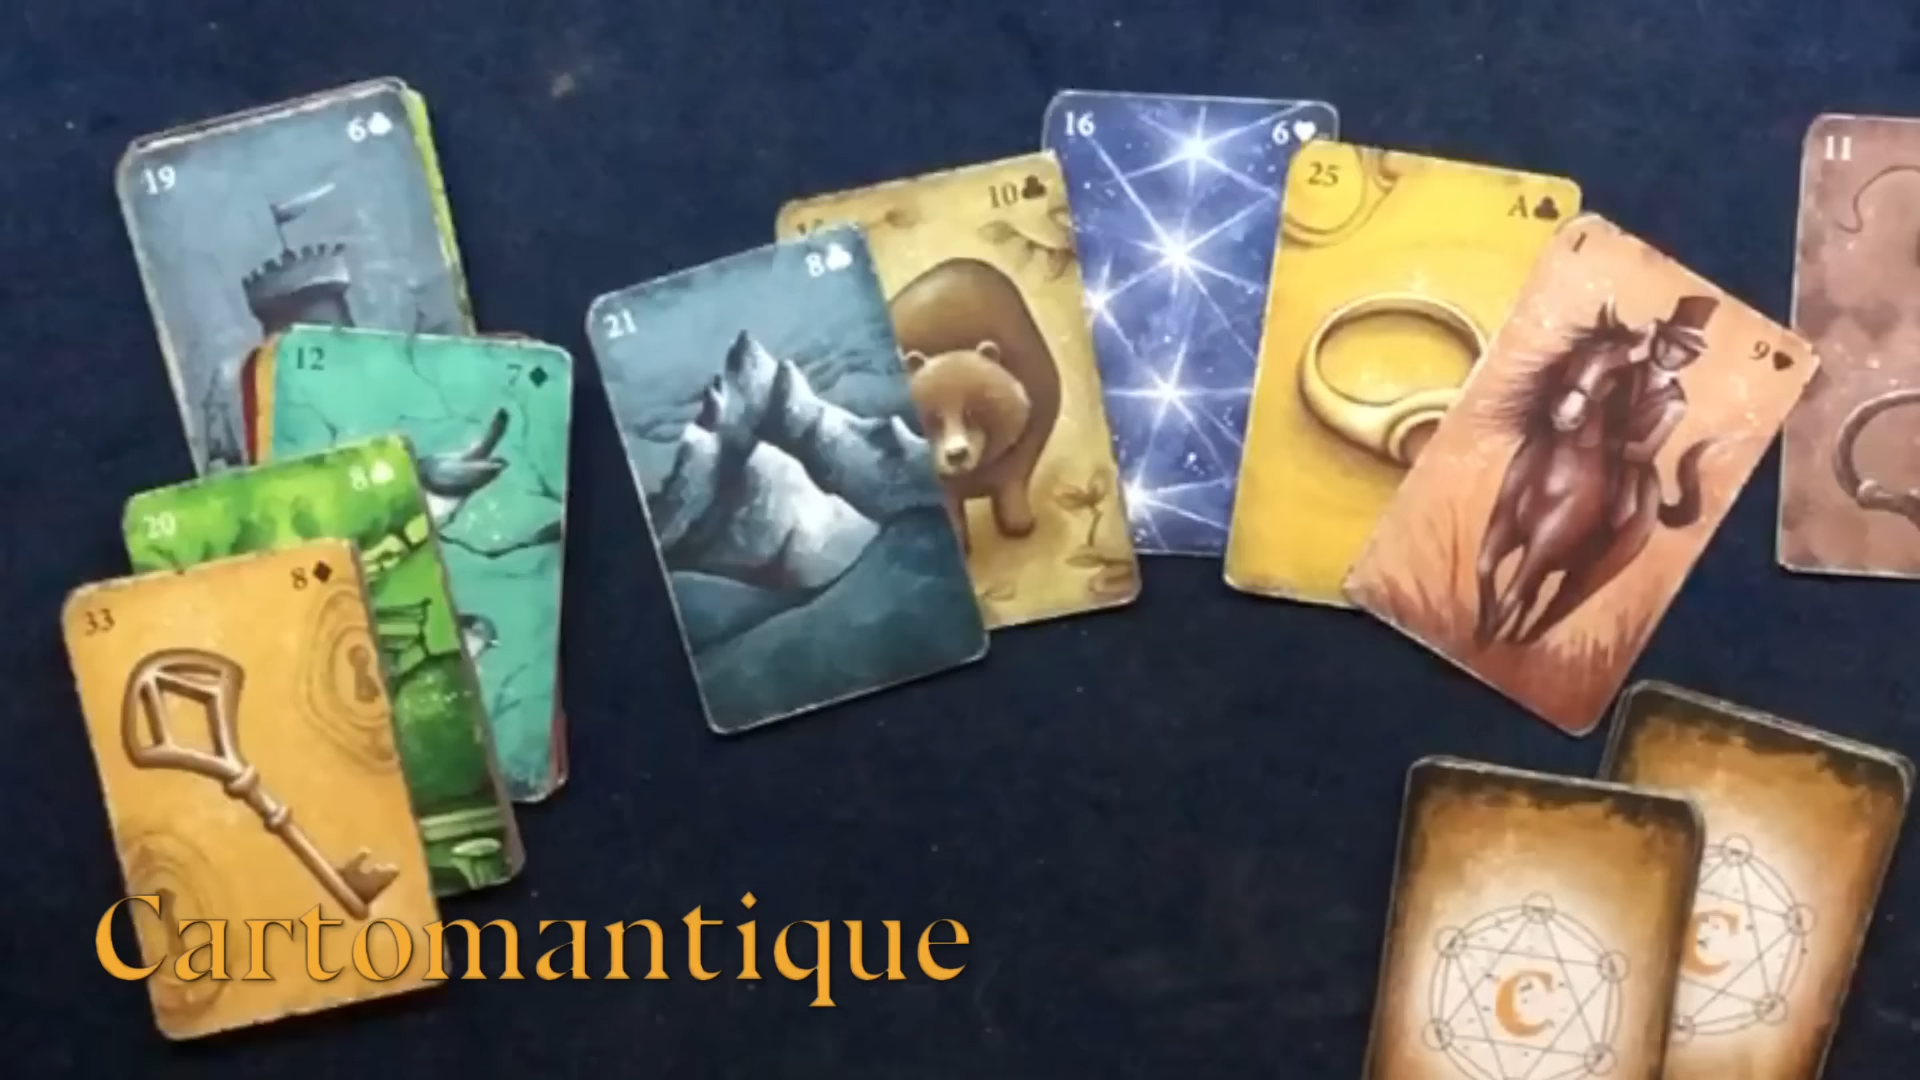 19 6♣
12 7♦
20 8♠
33 8♦
21 8♣
10♣
16 6♥
25 A♣
1 9♥
11
C
C
Cartomantique